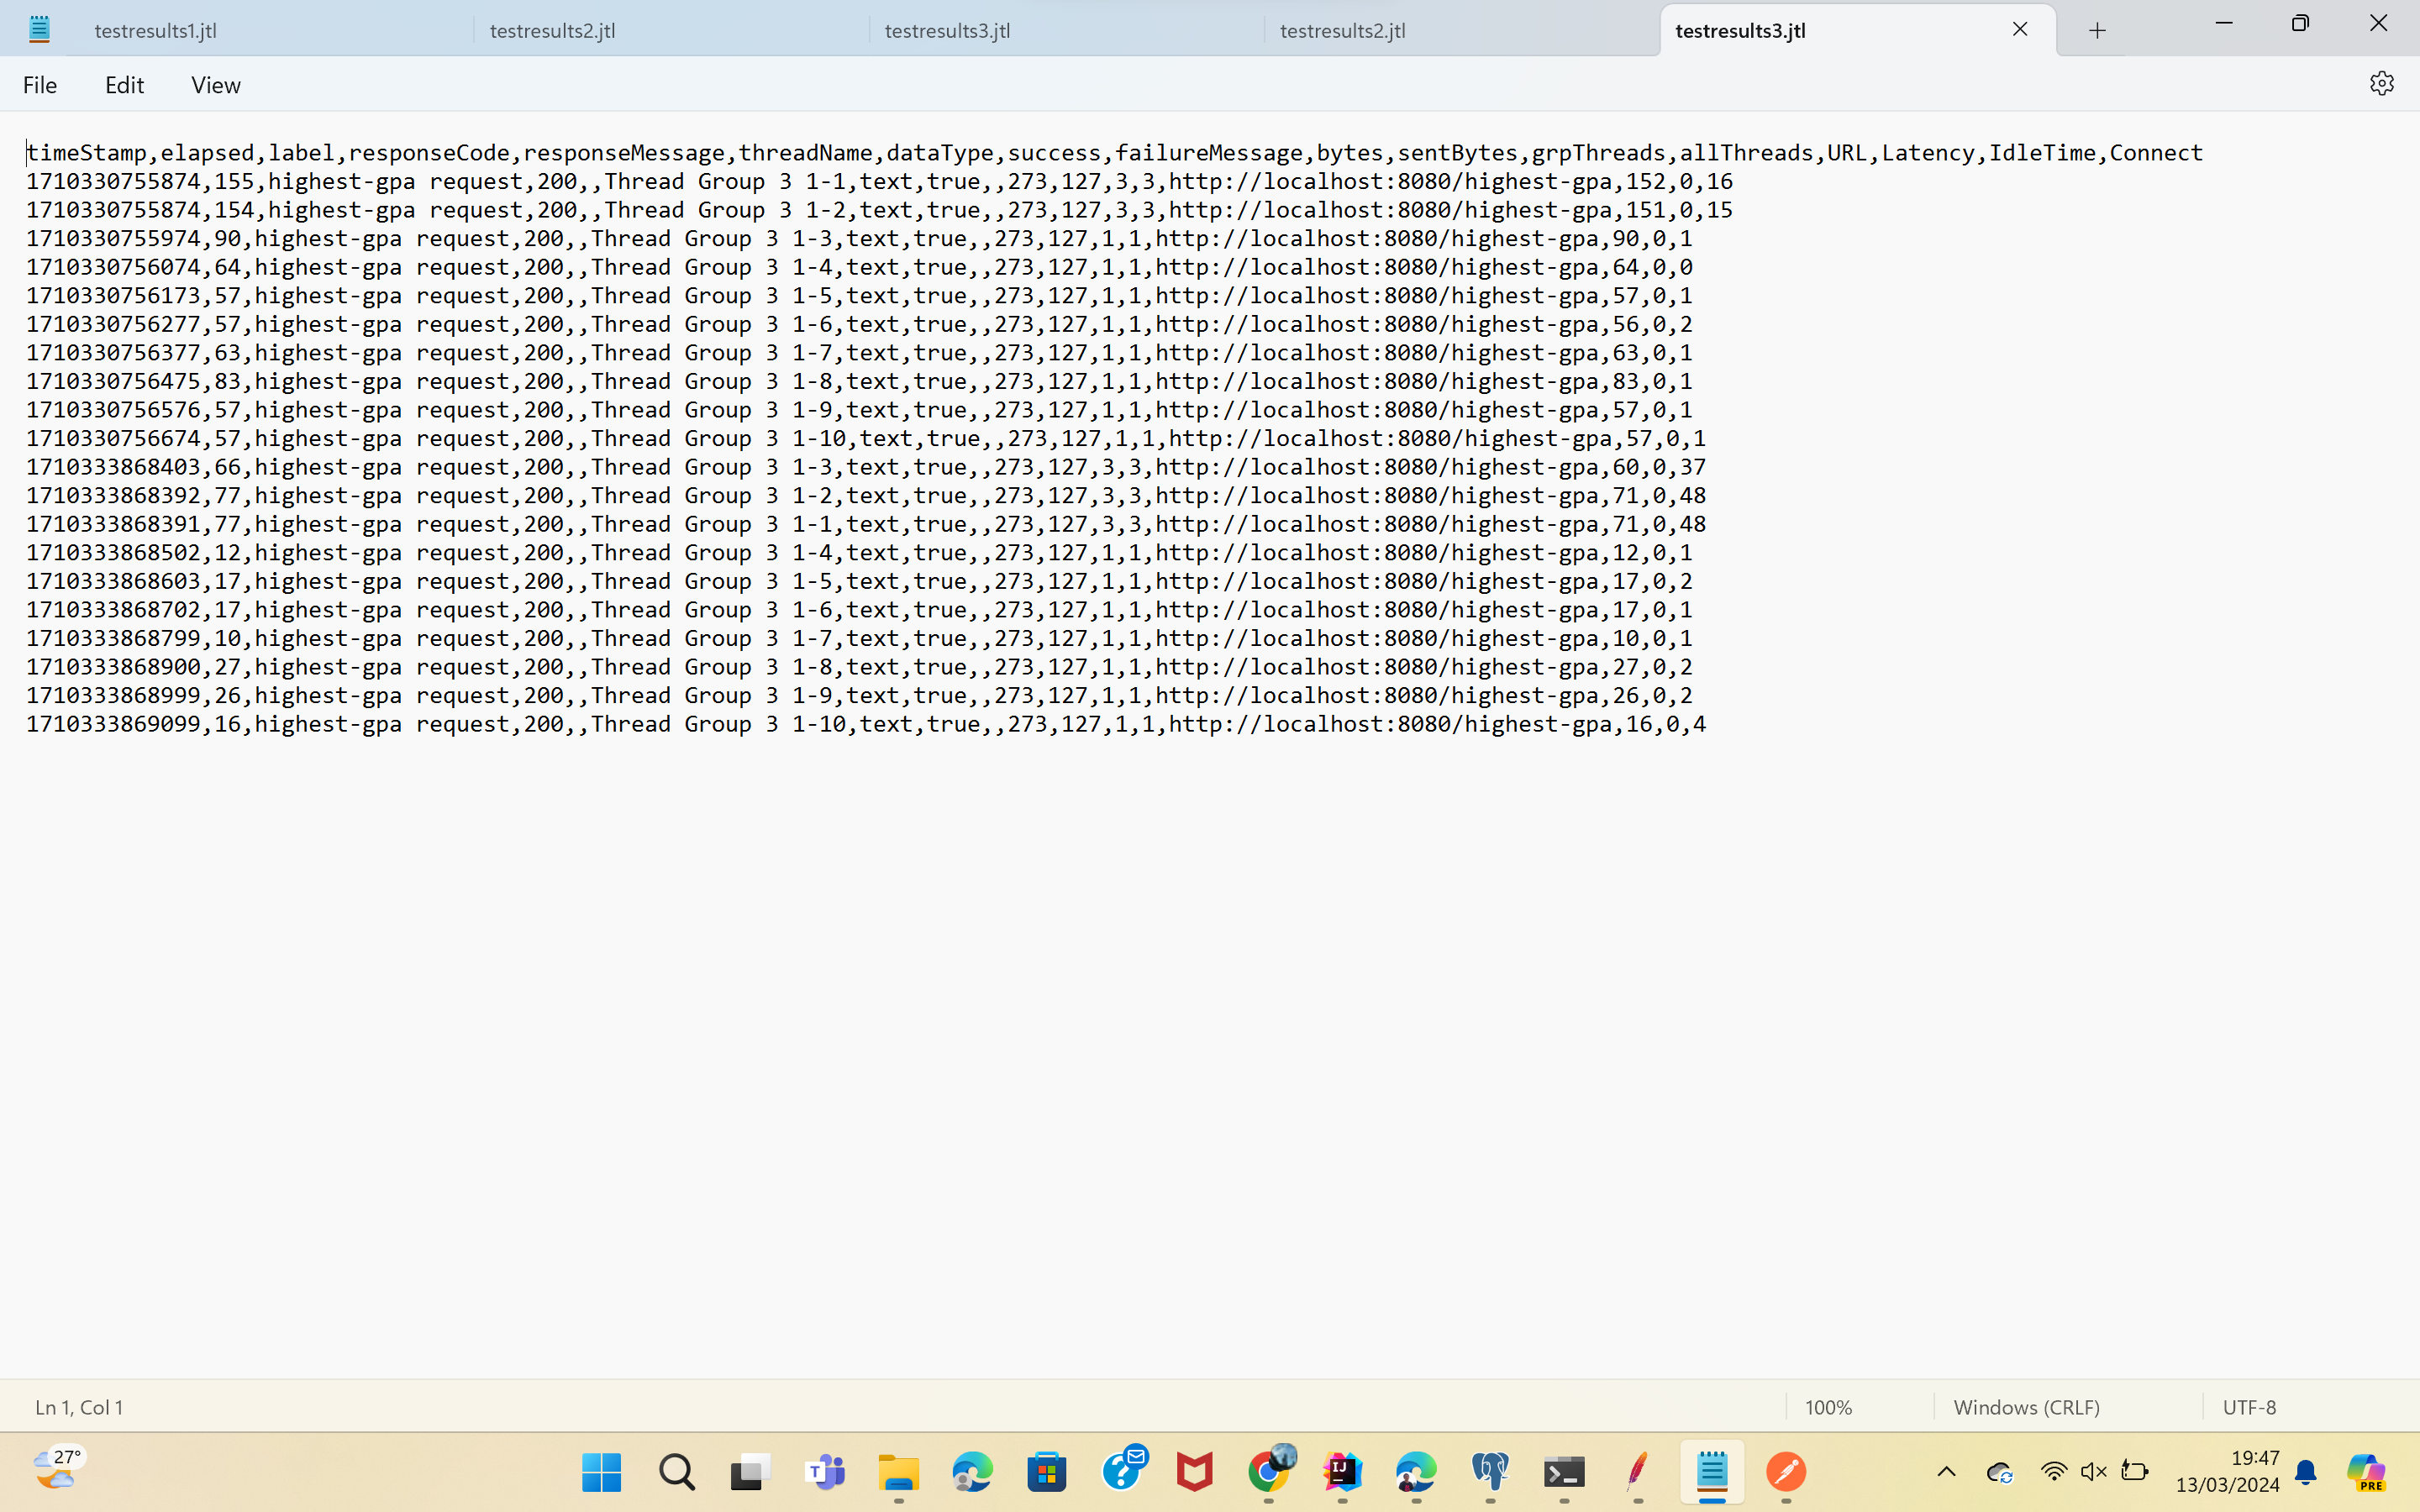 testresults1.jtl testresults2.jtl testresults3.jtl testresults2.jtl testresults3.jtl
File Edit View
timeStamp,elapsed,label,responseCode,responseMessage,threadName,dataType,success,failureMessage,bytes,sentBytes,grpThreads,allThreads,URL,Latency,IdleTime,Connect
1710330755874,155,highest-gpa request,200,,Thread Group 3 1-1,text,true,,273,127,3,3,http://localhost:8080/highest-gpa,152,0,16
1710330755874,154,highest-gpa request,200,,Thread Group 3 1-2,text,true,,273,127,3,3,http://localhost:8080/highest-gpa,151,0,15
1710330755974,90,highest-gpa request,200,,Thread Group 3 1-3,text,true,,273,127,1,1,http://localhost:8080/highest-gpa,90,0,1
1710330756074,64,highest-gpa request,200,,Thread Group 3 1-4,text,true,,273,127,1,1,http://localhost:8080/highest-gpa,64,0,0
1710330756173,57,highest-gpa request,200,,Thread Group 3 1-5,text,true,,273,127,1,1,http://localhost:8080/highest-gpa,57,0,1
1710330756277,57,highest-gpa request,200,,Thread Group 3 1-6,text,true,,273,127,1,1,http://localhost:8080/highest-gpa,56,0,2
1710330756377,63,highest-gpa request,200,,Thread Group 3 1-7,text,true,,273,127,1,1,http://localhost:8080/highest-gpa,63,0,1
1710330756475,83,highest-gpa request,200,,Thread Group 3 1-8,text,true,,273,127,1,1,http://localhost:8080/highest-gpa,83,0,1
1710330756576,57,highest-gpa request,200,,Thread Group 3 1-9,text,true,,273,127,1,1,http://localhost:8080/highest-gpa,57,0,1
1710330756674,57,highest-gpa request,200,,Thread Group 3 1-10,text,true,,273,127,1,1,http://localhost:8080/highest-gpa,57,0,1
1710333868403,66,highest-gpa request,200,,Thread Group 3 1-3,text,true,,273,127,3,3,http://localhost:8080/highest-gpa,60,0,37
1710333868392,77,highest-gpa request,200,,Thread Group 3 1-2,text,true,,273,127,3,3,http://localhost:8080/highest-gpa,71,0,48
1710333868391,77,highest-gpa request,200,,Thread Group 3 1-1,text,true,,273,127,3,3,http://localhost:8080/highest-gpa,71,0,48
1710333868502,12,highest-gpa request,200,,Thread Group 3 1-4,text,true,,273,127,1,1,http://localhost:8080/highest-gpa,12,0,1
1710333868603,17,highest-gpa request,200,,Thread Group 3 1-5,text,true,,273,127,1,1,http://localhost:8080/highest-gpa,17,0,2
1710333868702,17,highest-gpa request,200,,Thread Group 3 1-6,text,true,,273,127,1,1,http://localhost:8080/highest-gpa,17,0,1
1710333868799,10,highest-gpa request,200,,Thread Group 3 1-7,text,true,,273,127,1,1,http://localhost:8080/highest-gpa,10,0,1
1710333868900,27,highest-gpa request,200,,Thread Group 3 1-8,text,true,,273,127,1,1,http://localhost:8080/highest-gpa,27,0,2
1710333868999,26,highest-gpa request,200,,Thread Group 3 1-9,text,true,,273,127,1,1,http://localhost:8080/highest-gpa,26,0,2
1710333869099,16,highest-gpa request,200,,Thread Group 3 1-10,text,true,,273,127,1,1,http://localhost:8080/highest-gpa,16,0,4
Ln 1, Col 1 100% Windows (CRLF) UTF-8
27° 19:47
13/03/2024
PRE